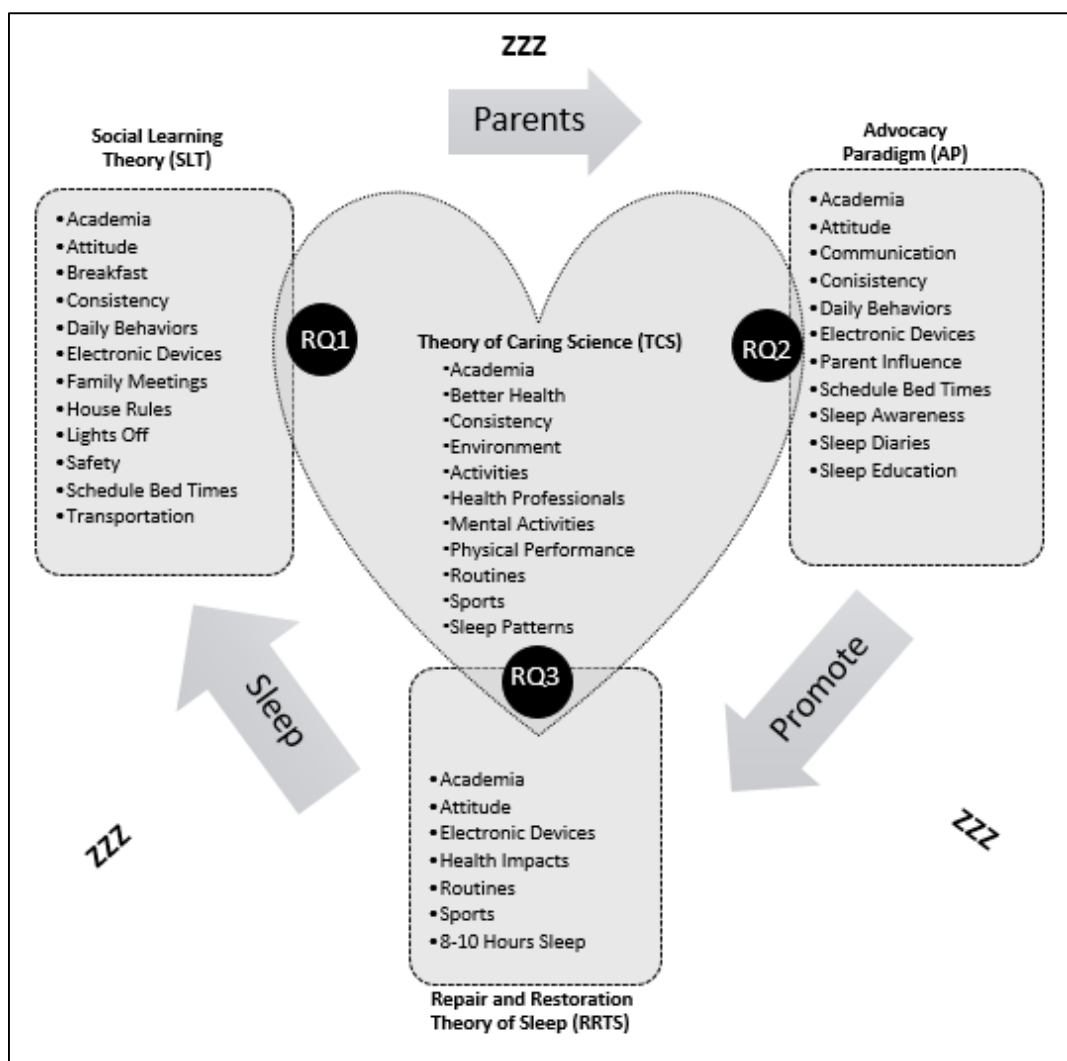 ZZZ
Parents
Social Learning
Theory (SLT)
•Academia
•Attitude
•Breakfast
•Consistency
•Daily Behaviors
•Electronic Devices
•Family Meetings
•House Rules
•Lights Off
•Safety
•Schedule Bed Times
•Transportation
RQ1
Theory of Caring Science (TCS)
•Academia
•Better Health
•Consistency
•Environment
•Activities
•Health Professionals
•Mental Activities
•Physical Performance
•Routines
•Sports
•Sleep Patterns
RQ2
Advocacy
Paradigm (AP)
•Academia
•Attitude
•Communication
•Conisistency
•Daily Behaviors
•Electronic Devices
•Parent Influence
•Schedule Bed Times
•Sleep Awareness
•Sleep Diaries
•Sleep Education
RQ3
•Academia
•Attitude
•Electronic Devices
•Health Impacts
•Routines
•Sports
•8-10 Hours Sleep
Repair and Restoration
Theory of Sleep (RRTS)
Promote
ZZZ
Sleep
ZZZ